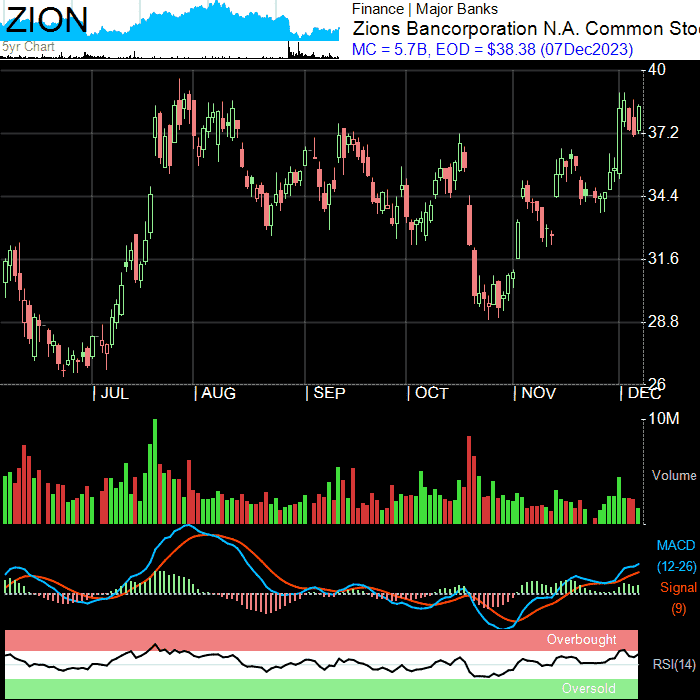 ZION
5yr Chart
Finance | Major Banks
Zions Bancorporation N.A. Common Sto
MC = 5.7B, EOD = $38.38 (07Dec2023)
40
37.2
34.4
31.6
28.8
26
JUL
AUG
SEP
OCT
NOV
DEC
10M
Volume
MACD
(12-26)
Signal
(9)
Overbought
RSI(14)
Oversold